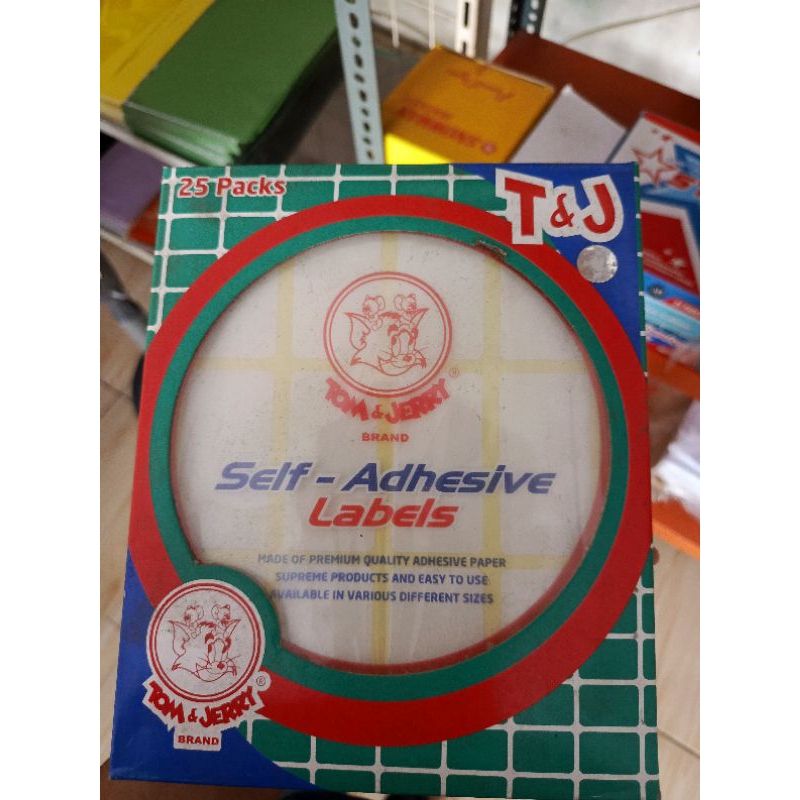 25 Packs
T&J
TOM & JERRY ®
BRAND
Self - Adhesive
Labels
MADE OF PREMIUM QUALITY ADHESIVE PAPER
SUPREME PRODUCTS AND EASY TO USE
AVAILABLE IN VARIOUS DIFFERENT SIZES
TOM & JERRY ®
BRAND